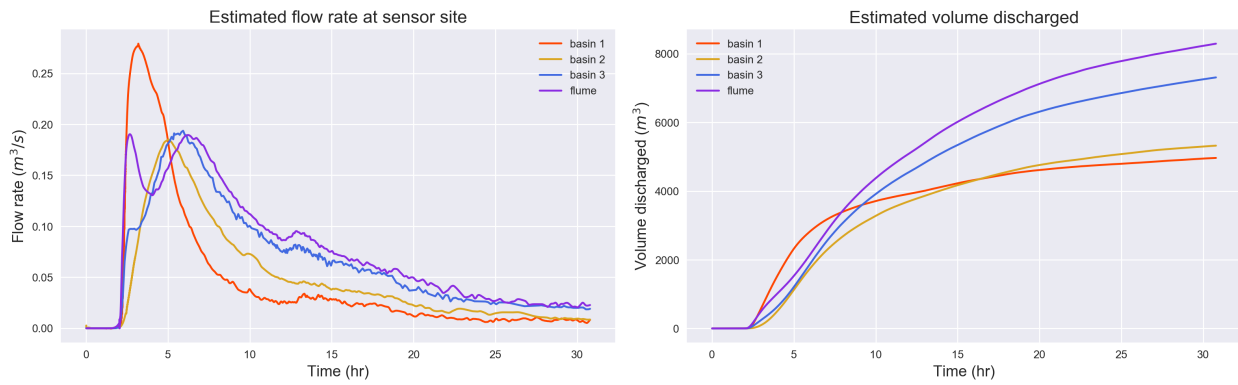 Estimated flow rate at sensor site
Flow rate (m³/s)
0.25
0.20
0.15
0.10
0.05
0.00
basin 1
basin 2
basin 3
flume
0 5 10 15 20 25 30
Time (hr)
Estimated volume discharged
Volume discharged (m³)
8000
6000
4000
2000
0
basin 1
basin 2
basin 3
flume
0 5 10 15 20 25 30
Time (hr)